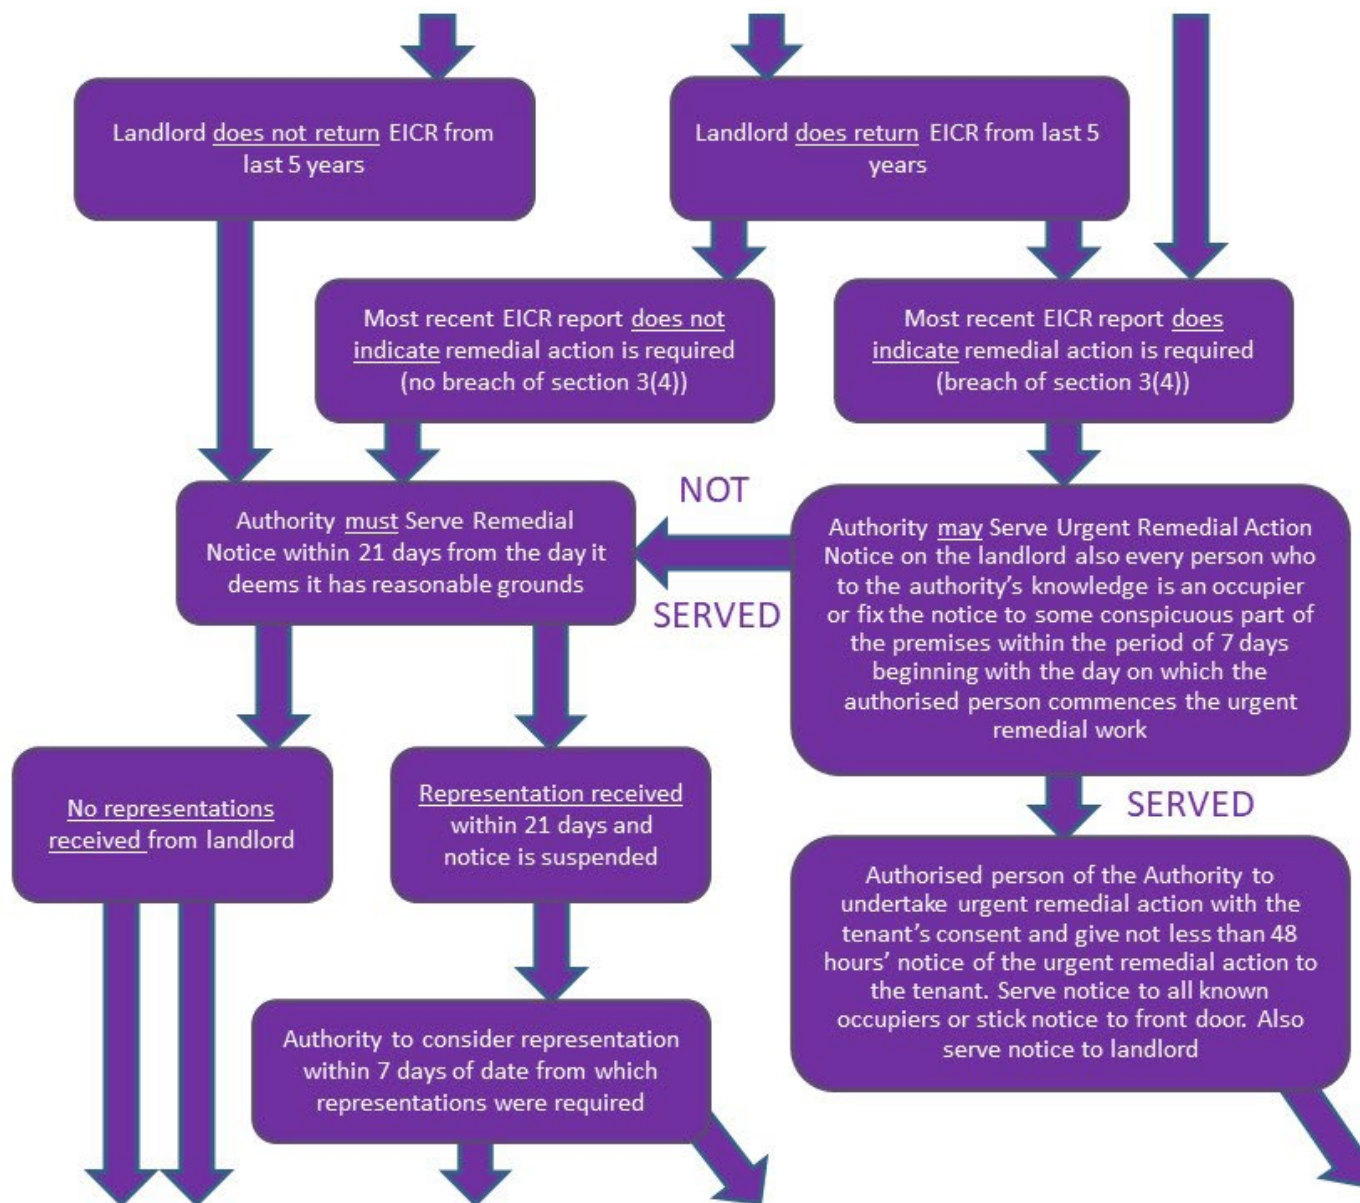 Landlord does not return EICR from
last 5 years
Landlord does return EICR from last 5
years
Most recent EICR report does not
indicate remedial action is required
(no breach of section 3(4))
Most recent EICR report does
indicate remedial action is required
(breach of section 3(4))
Authority must Serve Remedial
Notice within 21 days from the day it
deems it has reasonable grounds
NOT
SERVED
Authority may Serve Urgent Remedial Action
Notice on the landlord also every person who
to the authority’s knowledge is an occupier
or fix the notice to some conspicuous part of
the premises within the period of 7 days
beginning with the day on which the
authorised person commences the urgent
remedial work
No representations
received from landlord
Representation received
within 21 days and
notice is suspended
SERVED
Authorised person of the Authority to
undertake urgent remedial action with the
tenant’s consent and give not less than 48
hours’ notice of the urgent remedial action to
the tenant. Serve notice to all known
occupiers or stick notice to front door. Also
serve notice to landlord
Authority to consider representation
within 7 days of date from which
representations were required